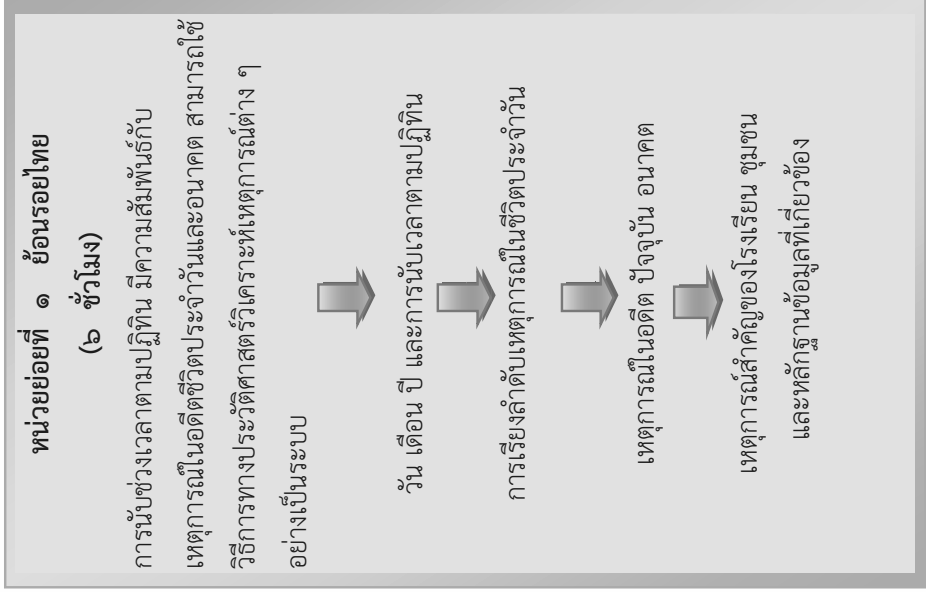 หน่วยย่อยที่ ๑ ย้อนรอยไทย
(๖ ชั่วโมง)
การนับช่วงเวลาตามปฏิทิน มีความสัมพันธ์กับ
เหตุการณ์ในอดีตชีวิตประจำวันและอนาคต สามารถใช้
วิธีการทางประวัติศาสตร์วิเคราะห์เหตุการณ์ต่าง ๆ
อย่างเป็นระบบ
วัน เดือน ปี และการนับเวลาตามปฏิทิน
การเรียงลำดับเหตุการณ์ในชีวิตประจำวัน
เหตุการณ์ในอดีต ปัจจุบัน อนาคต
เหตุการณ์สำคัญของโรงเรียน ชุมชน
และหลักฐานข้อมูลที่เกี่ยวข้อง